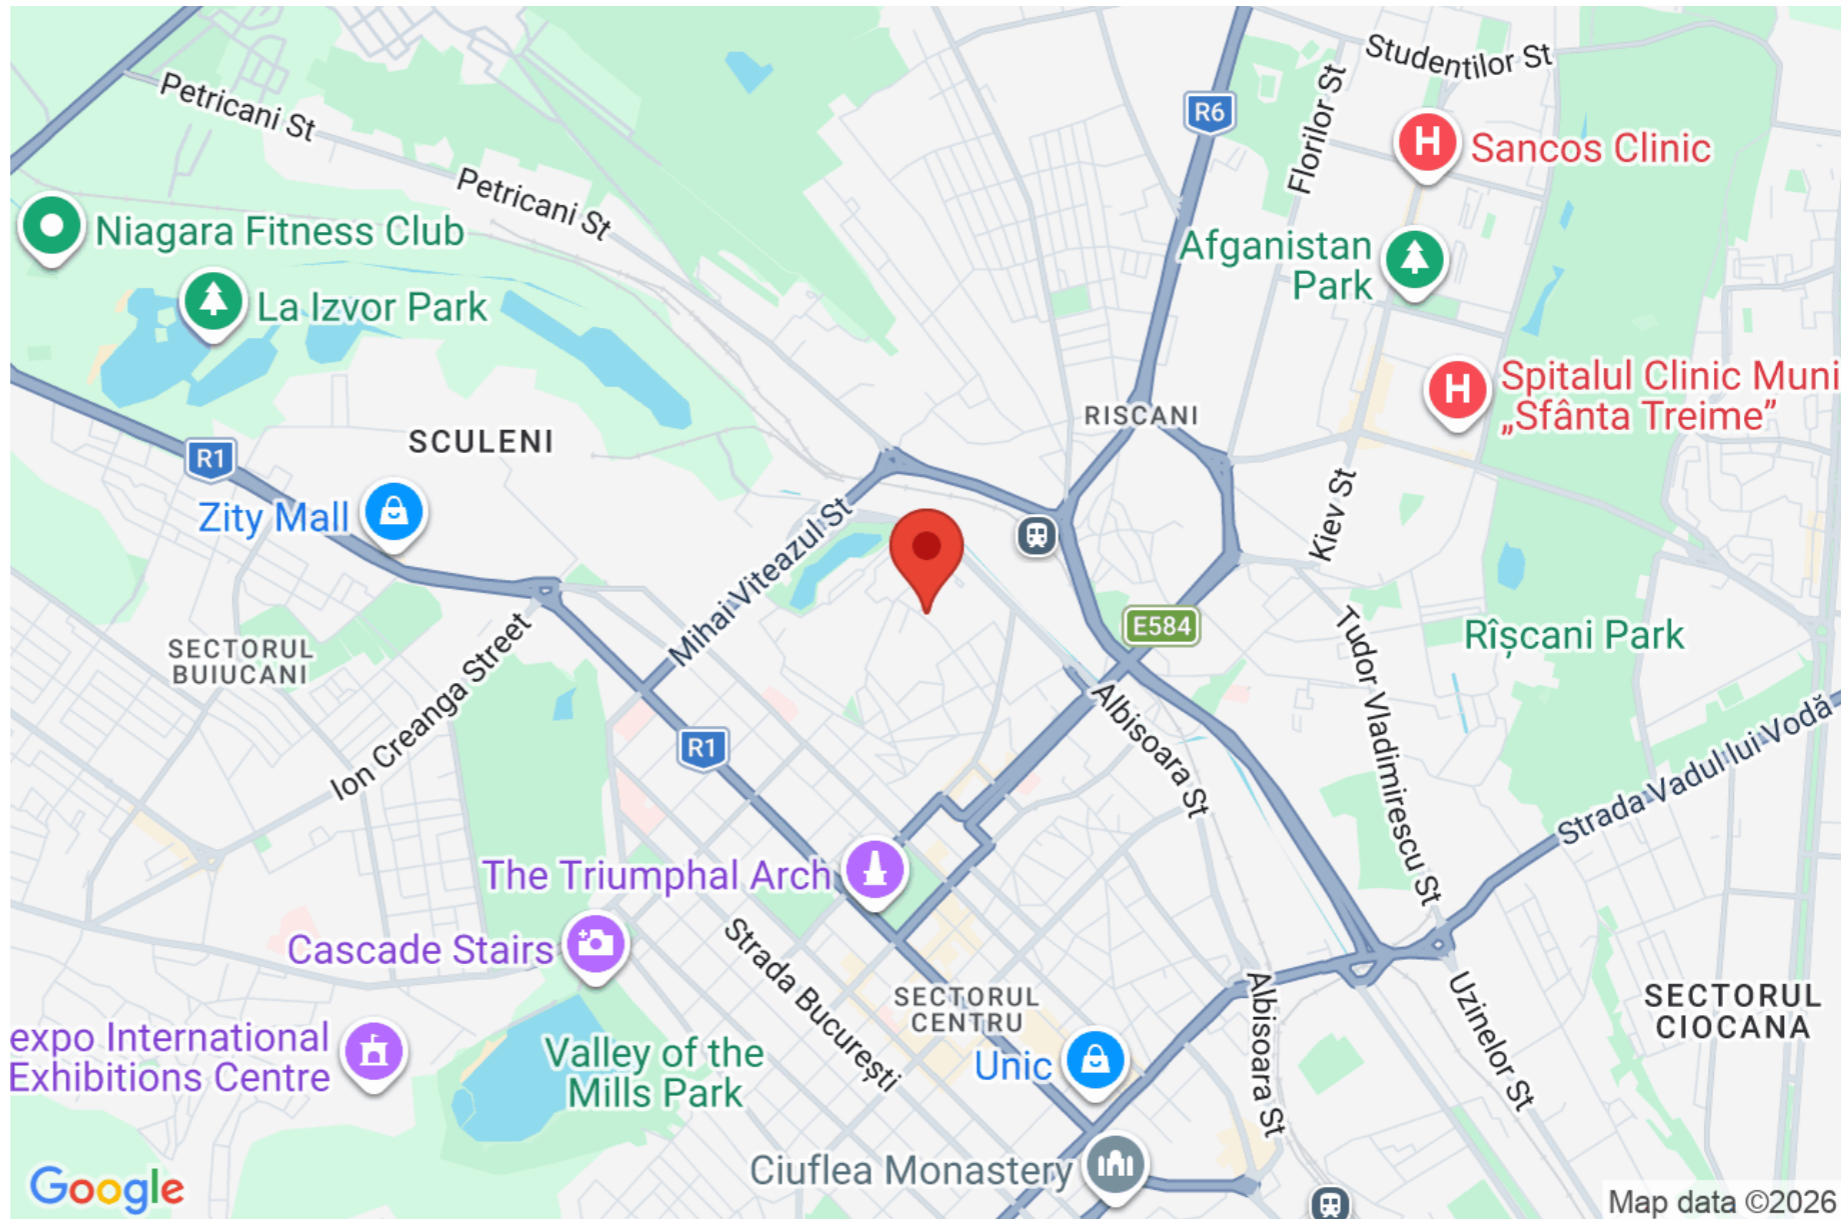 Studentilor St
Petricani St
R6
Florilor St
Sancos Clinic
Petricani St
Niagara Fitness Club
Afganistan
Park
La Izvor Park
Spitalul Clinic Muni
„Sfânta Treime”
RISCANI
SCULENI
R1
Zity Mall
Mihai Viteazul St
Kiev St
E584
Rîșcani Park
SECTORUL
BUIUCANI
Ion Creanga Street
Tudor Vladimirescu St
Albisoara St
R1
Strada Vadul lui Vodă
The Triumphal Arch
Cascade Stairs
Strada București
SECTORUL
CENTRU
Albisoara St
Uzinelor St
SECTORUL
CIOCANA
expo International
Exhibitions Centre
Valley of the
Mills Park
Unic
Ciuflea Monastery
Google
Map data ©2026